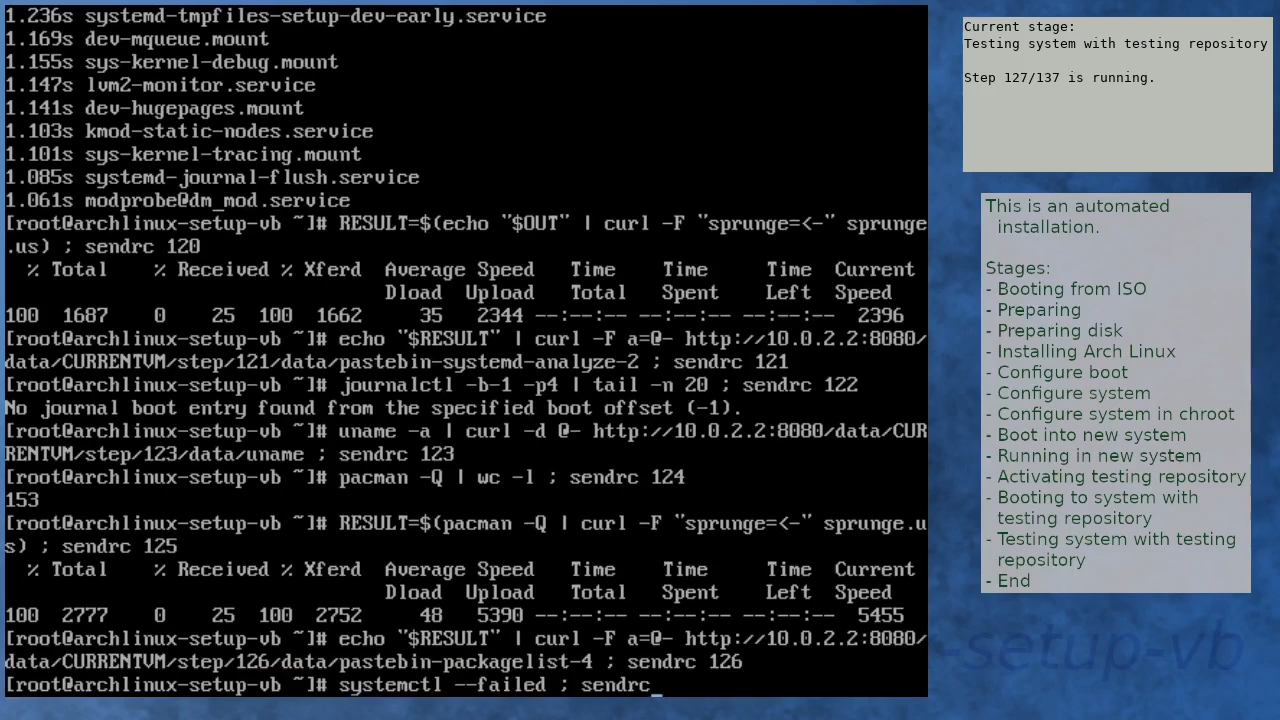 1.236s systemd-tmpfiles-setup-dev-early.service
1.169s dev-mqueue.mount
1.155s sys-kernel-debug.mount
1.147s lvm2-monitor.service
1.141s dev-hugepages.mount
1.103s kmod-static-nodes.service
1.101s sys-kernel-tracing.mount
1.085s systemd-journal-flush.service
1.061s modprobe@dm_mod.service
[root@archlinux-setup-vb ~]# RESULT=$(echo "$OUT" | curl -F "sprunge=<-" sprunge
.us) ; sendrc 120
% Total % Received % Xferd Average Speed Time Time Time Current
Dload Upload Total Spent Left Speed
100 1687 0 25 100 1662 35 2344 --:--:-- --:--:-- --:--:-- 2396
[root@archlinux-setup-vb ~]# echo "$RESULT" | curl -F a=@- http://10.0.2.2:8080/
data/CURRENTVM/step/121/data/pastebin-systemd-analyze-2 ; sendrc 121
[root@archlinux-setup-vb ~]# journalctl -b-1 -p4 | tail -n 20 ; sendrc 122
No journal boot entry found from the specified boot offset (-1).
[root@archlinux-setup-vb ~]# uname -a | curl -d @- http://10.0.2.2:8080/data/CUR
RENTVM/step/123/data/uname ; sendrc 123
[root@archlinux-setup-vb ~]# pacman -Q | wc -l ; sendrc 124
153
[root@archlinux-setup-vb ~]# RESULT=$(pacman -Q | curl -F "sprunge=<-" sprunge.u
s) ; sendrc 125
% Total % Received % Xferd Average Speed Time Time Time Current
Dload Upload Total Spent Left Speed
100 2777 0 25 100 2752 48 5390 --:--:-- --:--:-- --:--:-- 5455
[root@archlinux-setup-vb ~]# echo "$RESULT" | curl -F a=@- http://10.0.2.2:8080/
data/CURRENTVM/step/126/data/pastebin-packagelist-4 ; sendrc 126
[root@archlinux-setup-vb ~]# systemctl --failed ; sendrc_
Current stage:
Testing system with testing repository
Step 127/137 is running.
This is an automated
installation.
Stages:
- Booting from ISO
- Preparing
- Preparing disk
- Installing Arch Linux
- Configure boot
- Configure system
- Configure system in chroot
- Boot into new system
- Running in new system
- Activating testing repository
- Booting to system with
testing repository
- Testing system with testing
repository
- End
-setup-vb